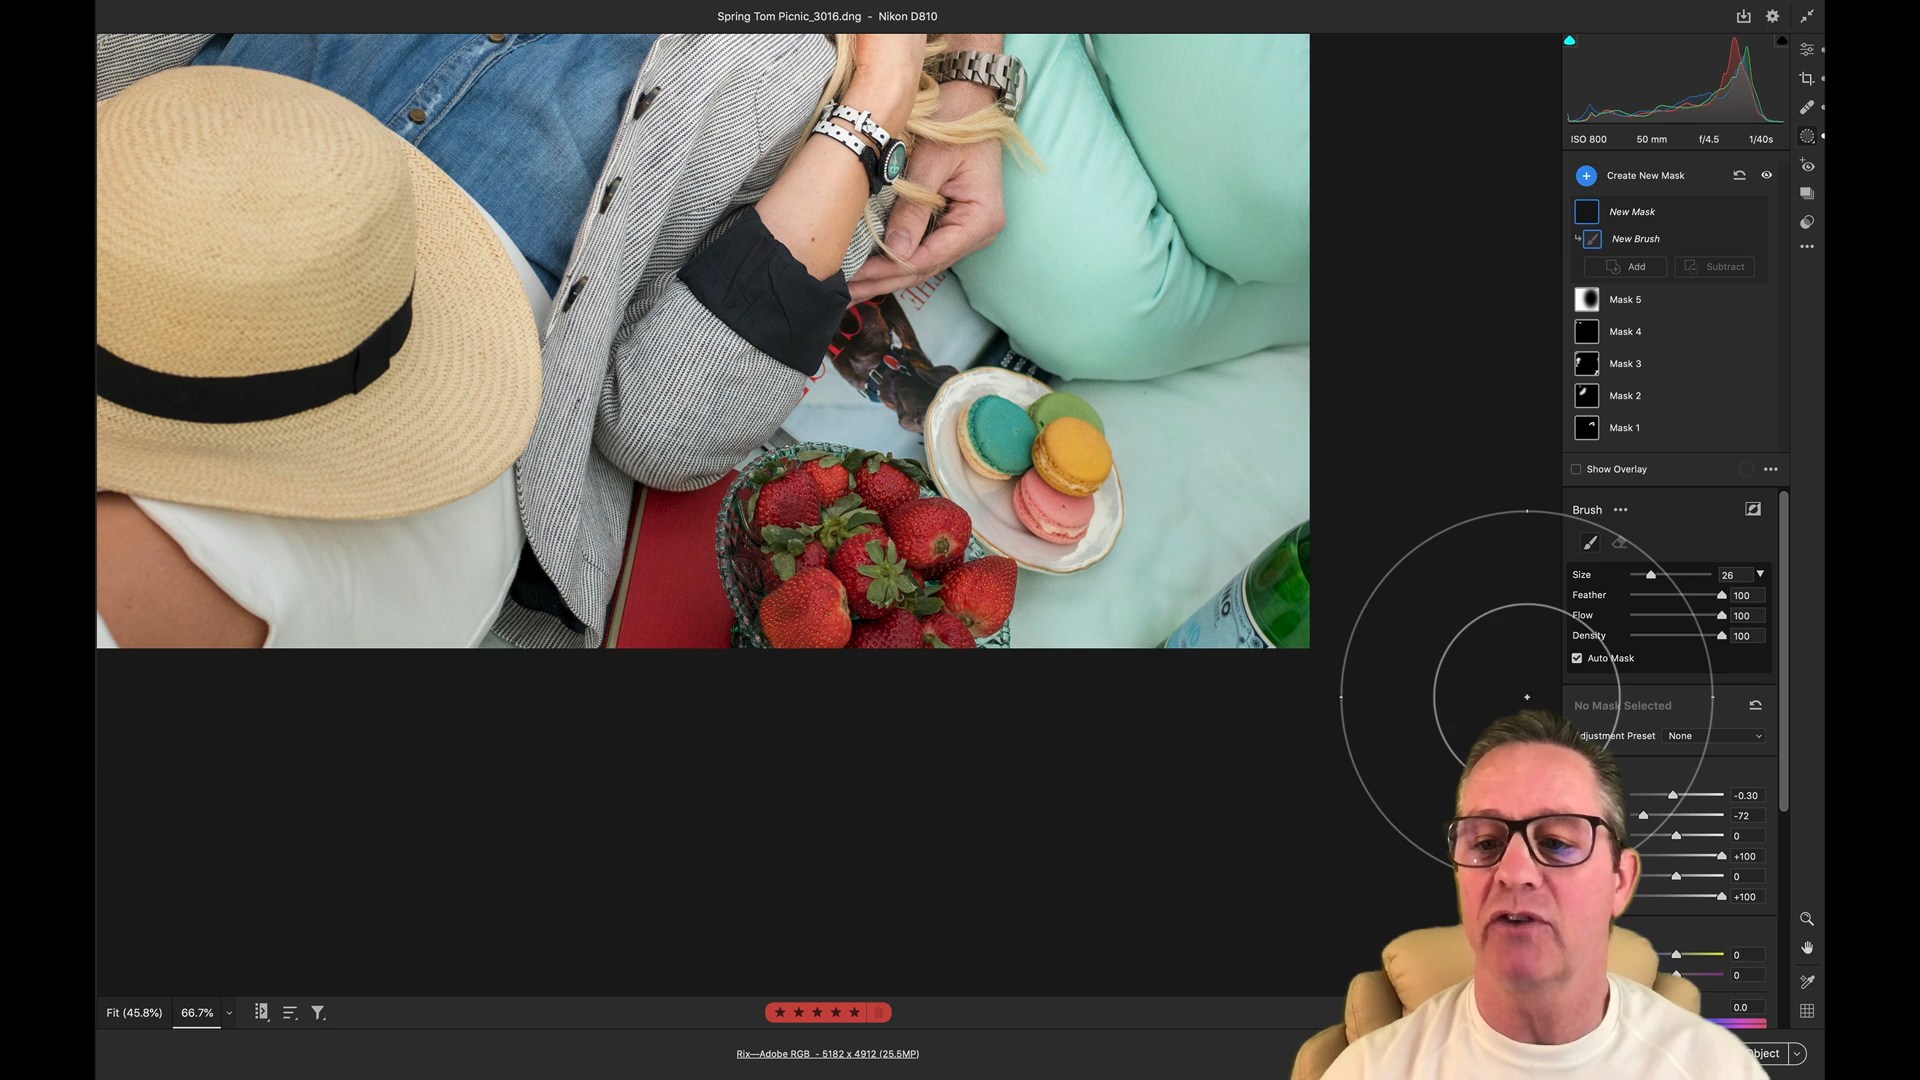 Spring Tom Picnic_3016.dng - Nikon D810
ISO 800 50 mm f/4.5 1/40s
Create New Mask
New Mask
New Brush
Add Subtract
Mask 5
Mask 4
Mask 3
Mask 2
Mask 1
Show Overlay
Brush
Size 26
Feather 100
Flow 100
Density 100
Auto Mask
No Mask Selected
djustment Preset None
-0.30
-72
0
+100
0
+100
0
0
0.0
THE
Fit (45.8%) 66.7%
Rix—Adobe RGB - 5182 x 4912 (25.5MP)
bject